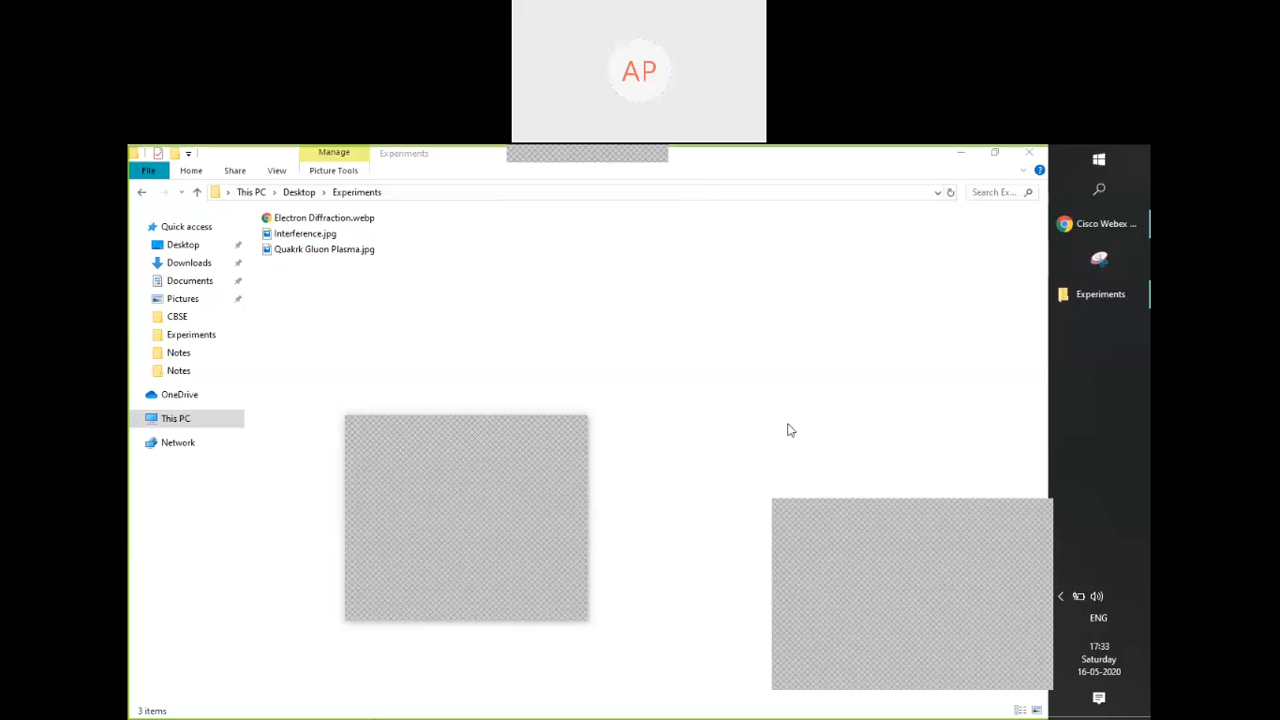 AP
Manage
Experiments
File
Home
Share
View
Picture Tools
This PC
Desktop
Experiments
Search Ex...
Quick access
Desktop
Downloads
Documents
Pictures
CBSE
Experiments
Notes
Notes
OneDrive
This PC
Network
Electron Diffraction.webp
Interference.jpg
Quakrk Gluon Plasma.jpg
3 items
Cisco Webex ...
Experiments
ENG
17:33
Saturday
16-05-2020